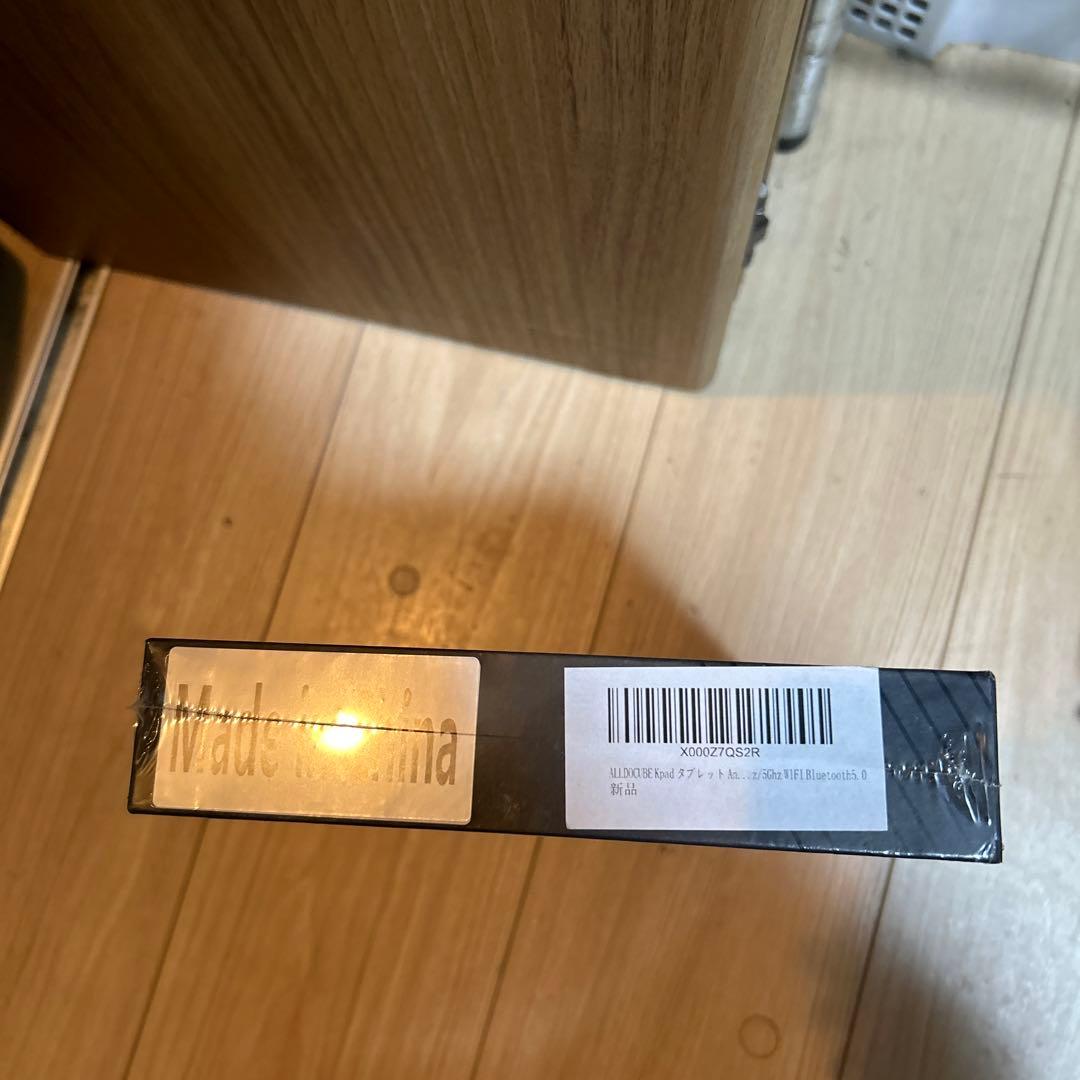 Made in China
X000Z7QS2R
ALLDOCUBE Kpad タブレット An...z/5Ghz WIFI Bluetooth5.0
新品